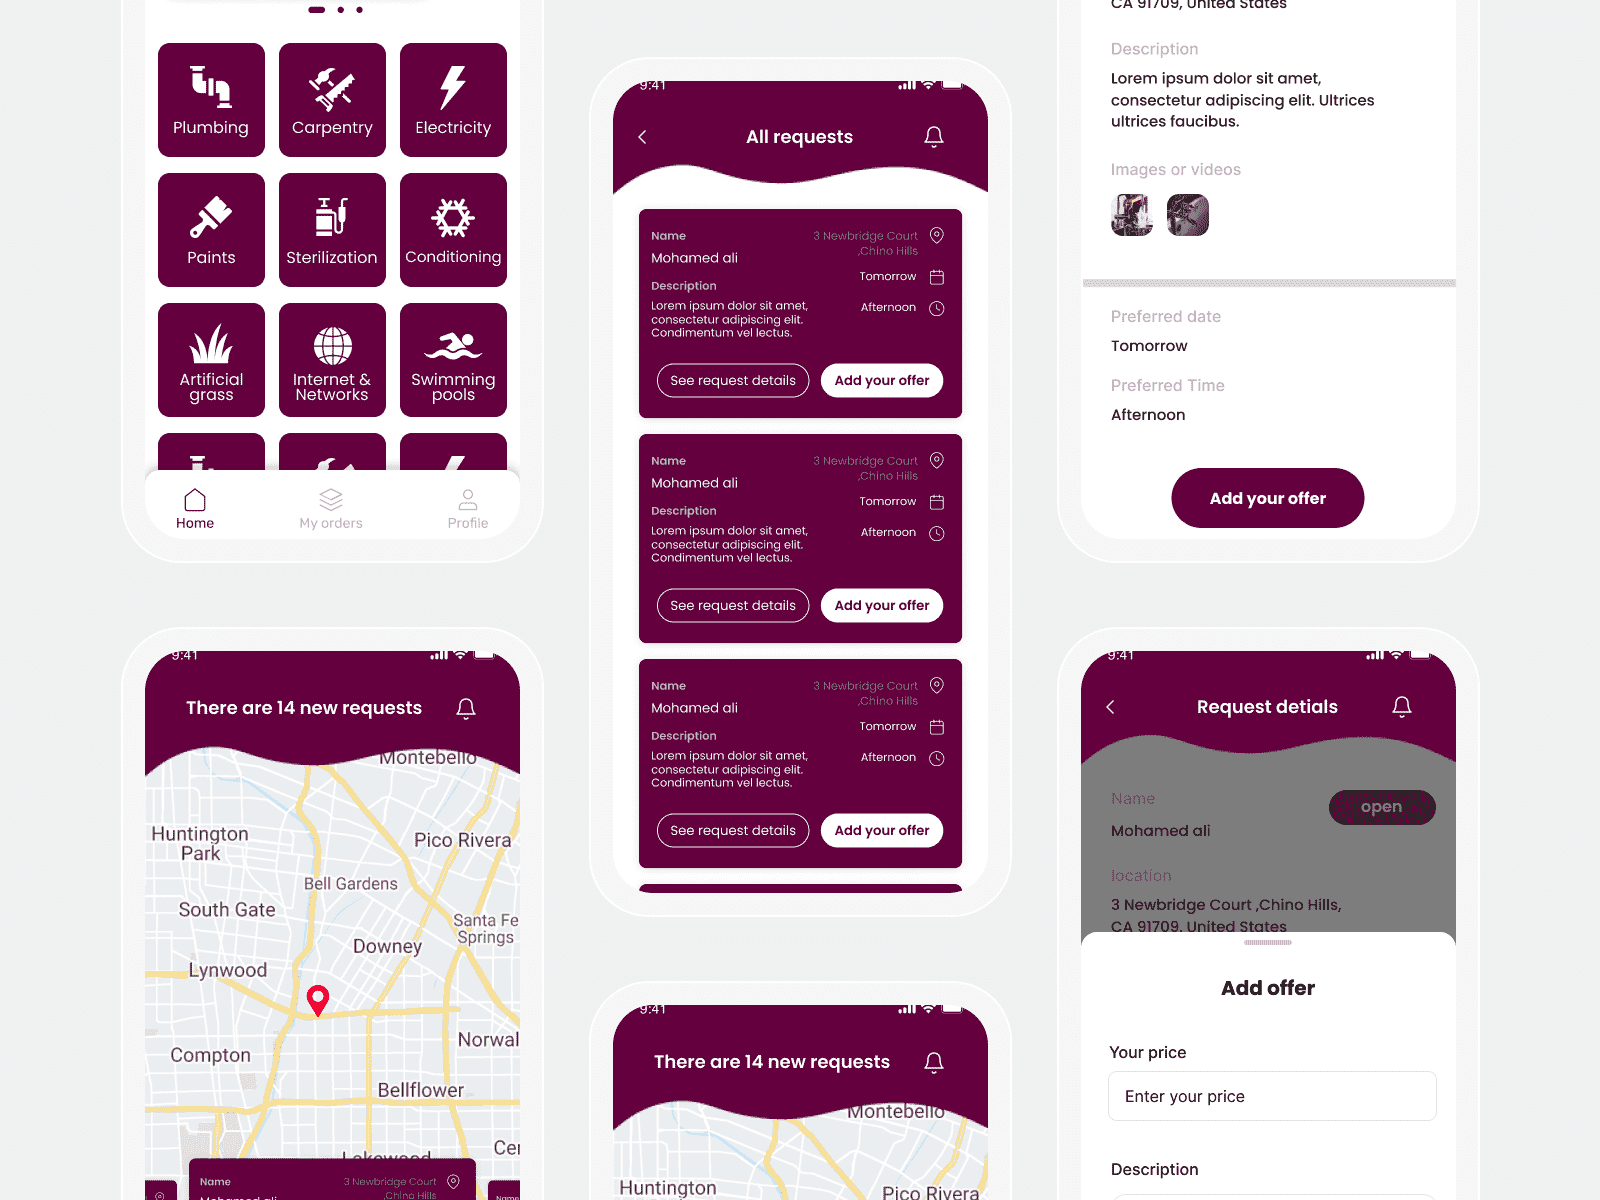 Plumbing
Carpentry
Electricity
Paints
Sterilization
Conditioning
Artificial
grass
Internet &
Networks
Swimming
pools
Home
My orders
Profile
9:41
There are 14 new requests
Montebello
Huntington
Park
Pico Rivera
Bell Gardens
South Gate
Santa Fe
Springs
Downey
Lynwood
Norwal
Compton
Bellflower
Cer
Lakewood
Name
3 Newbridge Court
,Chino Hills
Mohamed ali
Name
9:41
All requests
Name
3 Newbridge Court
,Chino Hills
Mohamed ali
Tomorrow
Description
Afternoon
Lorem ipsum dolor sit amet,
consectetur adipiscing elit.
Condimentum vel lectus.
See request details
Add your offer
Name
3 Newbridge Court
,Chino Hills
Mohamed ali
Tomorrow
Description
Afternoon
Lorem ipsum dolor sit amet,
consectetur adipiscing elit.
Condimentum vel lectus.
See request details
Add your offer
Name
3 Newbridge Court
,Chino Hills
Mohamed ali
Tomorrow
Description
Afternoon
Lorem ipsum dolor sit amet,
consectetur adipiscing elit.
Condimentum vel lectus.
See request details
Add your offer
9:41
There are 14 new requests
Montebello
Huntington
Pico Rivera
CA 91709, United States
Description
Lorem ipsum dolor sit amet,
consectetur adipiscing elit. Ultrices
ultrices faucibus.
Images or videos
Preferred date
Tomorrow
Preferred Time
Afternoon
Add your offer
9:41
Request detials
Name
open
Mohamed ali
location
3 Newbridge Court ,Chino Hills,
CA 91709, United States
Add offer
Your price
Enter your price
Description